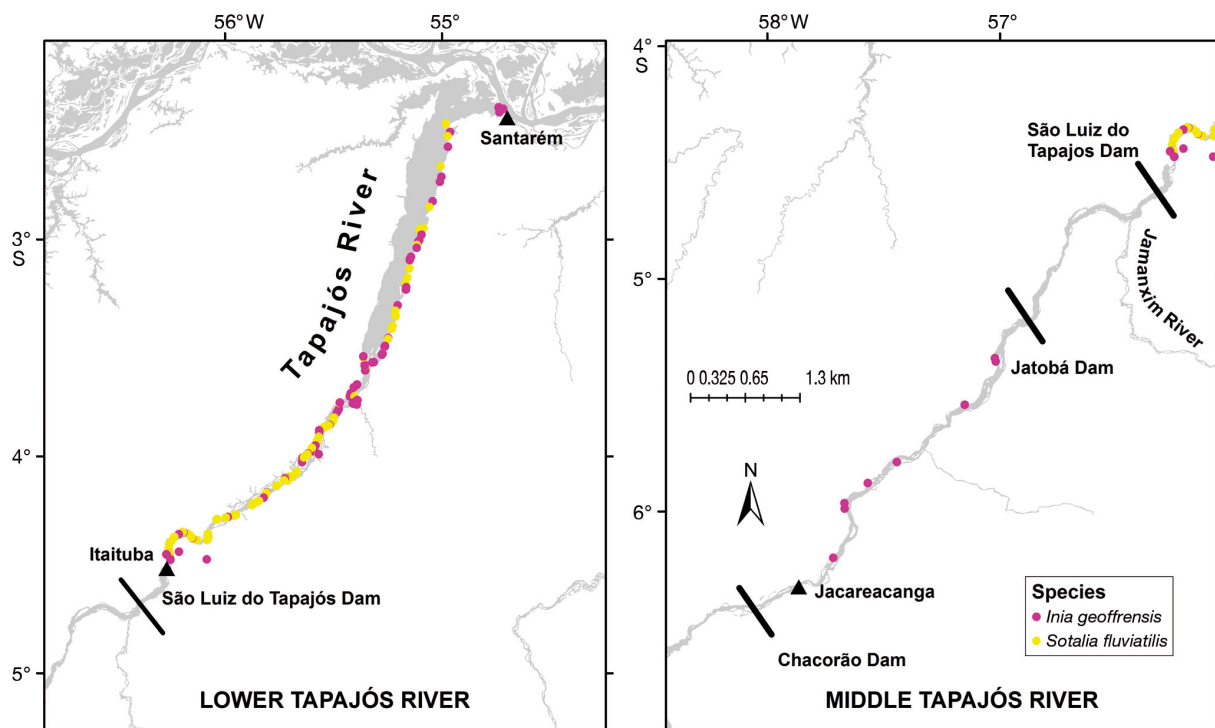 56°W
55°
58°W
57°
4°
S
Santarém
São Luiz do
Tapajos Dam
Tapajós River
3°
S
5°
Jamanxim River
Jatobá Dam
0 0.325 0.65 1.3 km
4°
N
6°
Itaituba
São Luiz do Tapajós Dam
Jacareacanga
Species
Inia geoffrensis
Sotalia fluviatilis
Chacorão Dam
5°
LOWER TAPAJÓS RIVER
MIDDLE TAPAJÓS RIVER